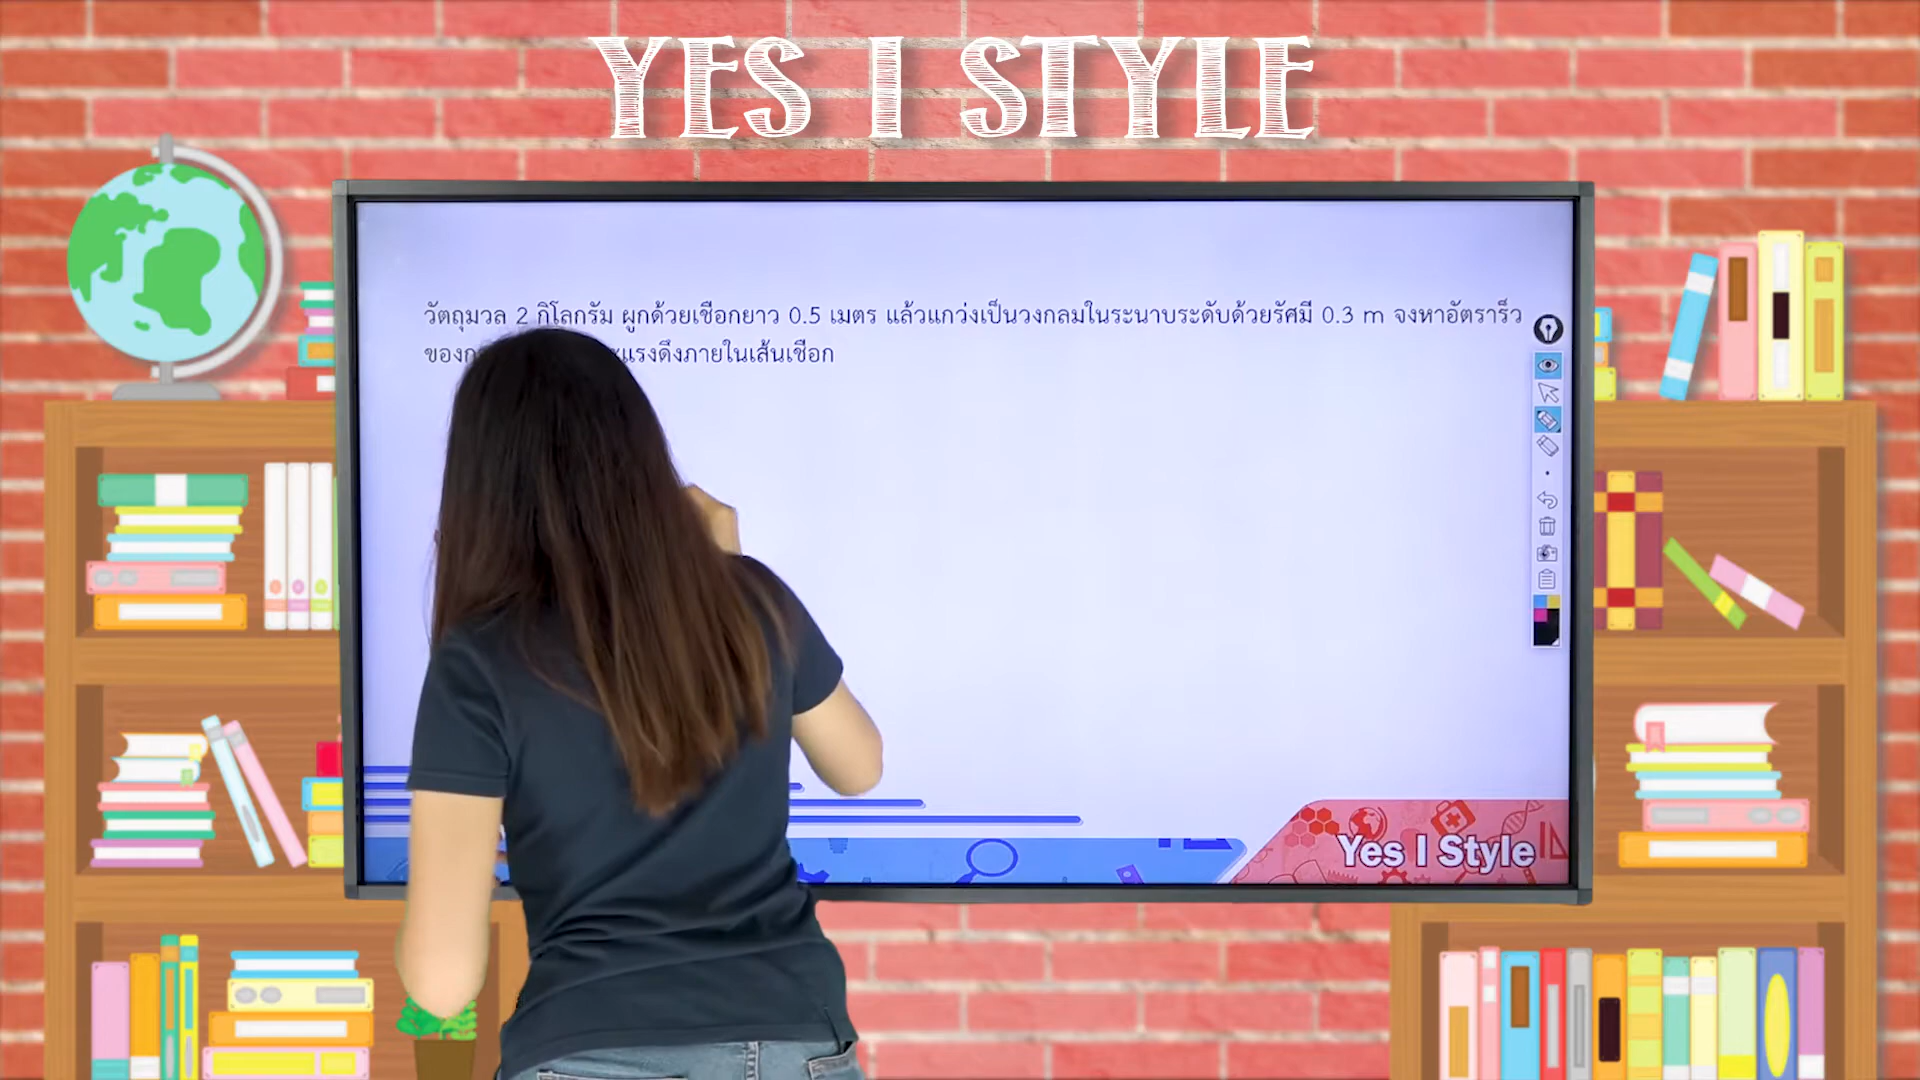 YES I STYLE
วัตถุมวล 2 กิโลกรัม ผูกด้วยเชือกยาว 0.5 เมตร แล้วแกว่งเป็นวงกลมในระนาบระดับด้วยรัศมี 0.3 m จงหาอัตราร็ว
ของ แรงดึงภายในเส้นเชือก
Yes I Style